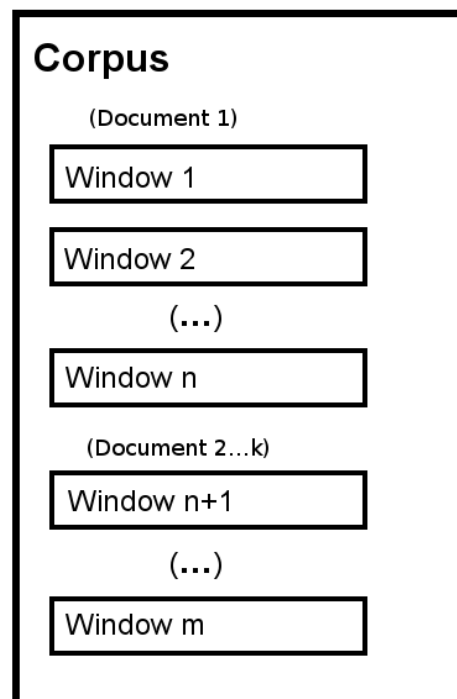 Corpus
(Document 1)
Window 1
Window 2
(...)
Window n
(Document 2...k)
Window n+1
(...)
Window m